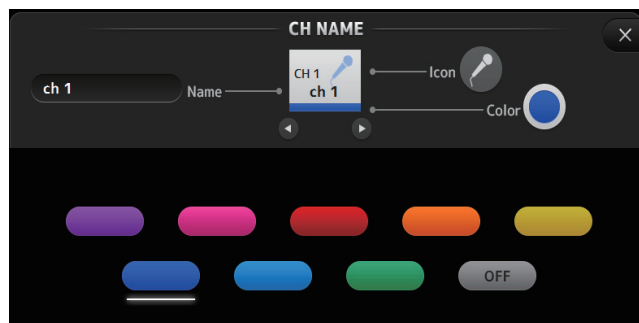 CH NAME
CH 1
Icon
ch 1
Name
ch 1
Color
OFF